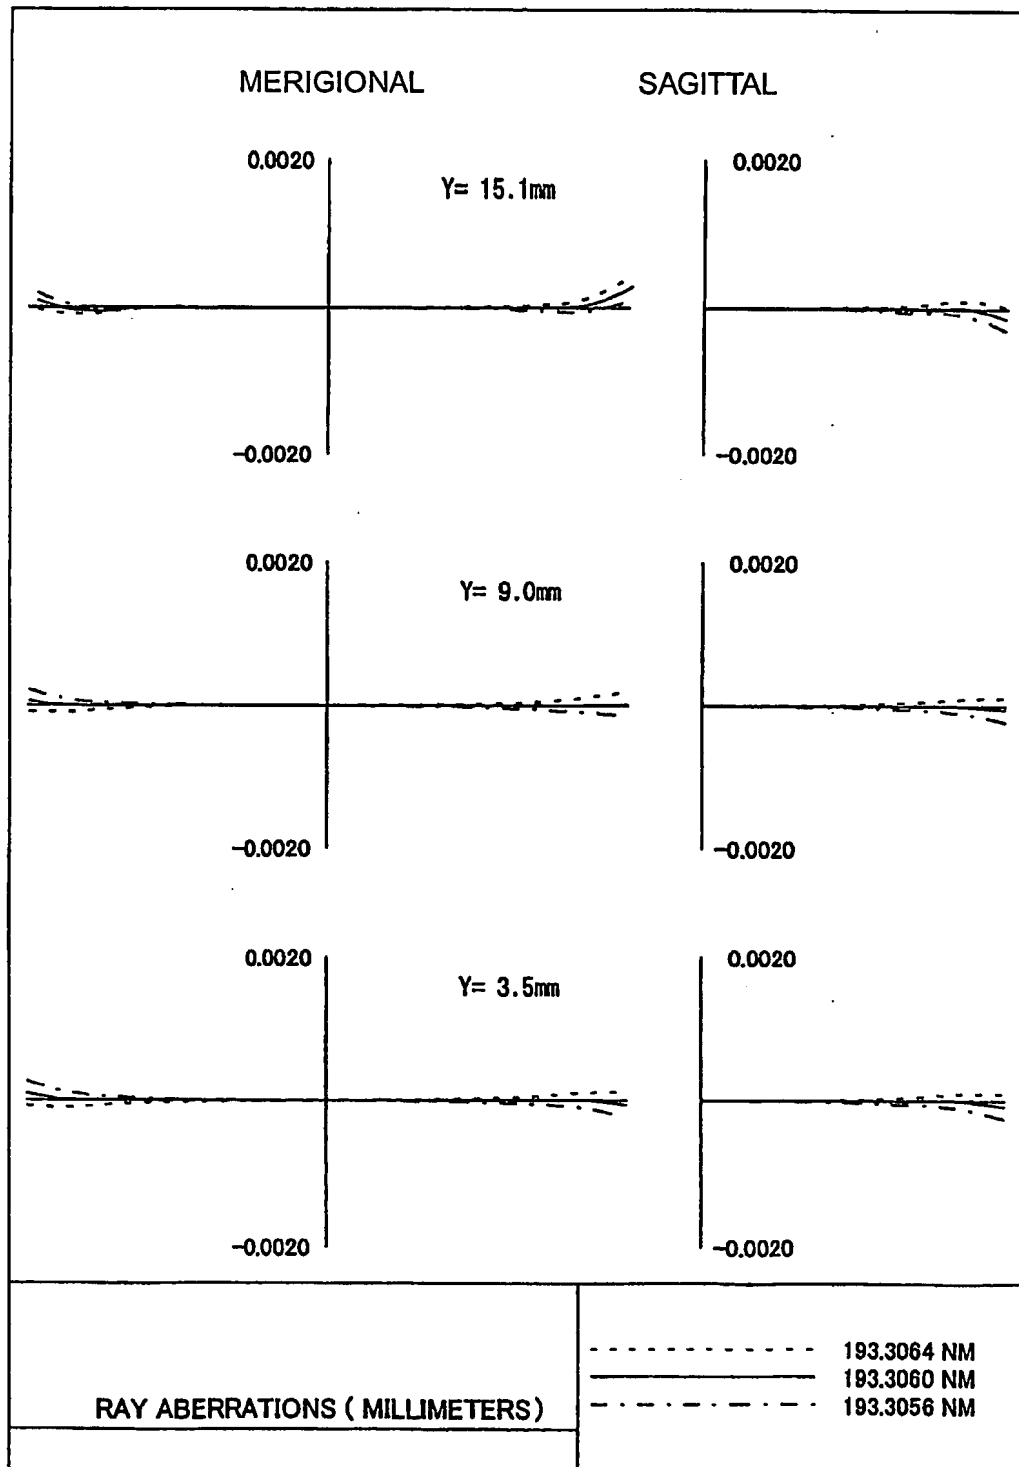 MERIGIONAL SAGITTAL
0.0020 0.0020
Y= 15.1mm
-0.0020 -0.0020
0.0020 0.0020
Y= 9.0mm
-0.0020 -0.0020
0.0020 0.0020
Y= 3.5mm
-0.0020 -0.0020
193.3064 NM
193.3060 NM
193.3056 NM
RAY ABERRATIONS ( MILLIMETERS)